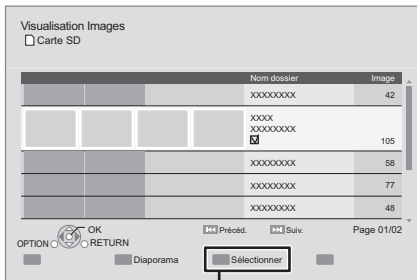 Visualisation Images
Carte SD
Nom dossier Image
XXXXXXXX 42
XXXX
XXXXXXXX
105
XXXXXXXX 58
XXXXXXXX 77
XXXXXXXX 48
OK
OPTION RETURN
Précéd. Suiv. Page 01/02
Diaporama Sélectionner